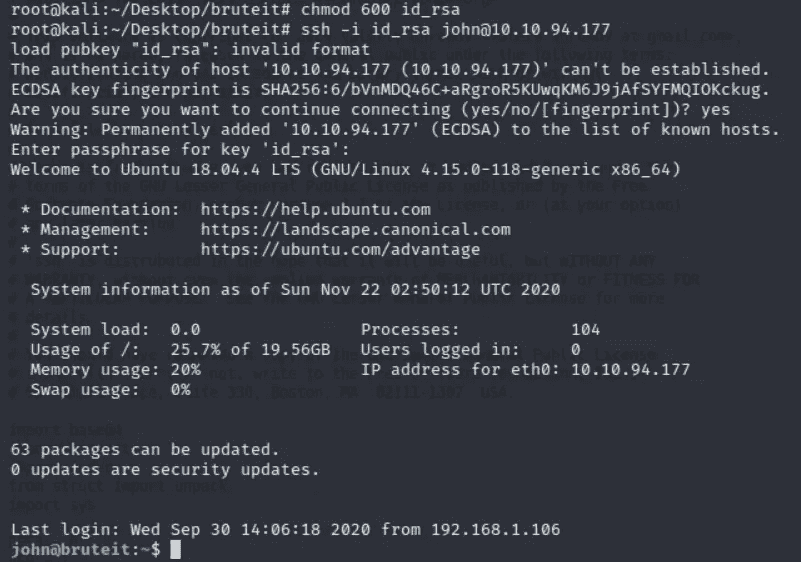 root@kali:~/Desktop/bruteit# chmod 600 id_rsa
root@kali:~/Desktop/bruteit# ssh -i id_rsa john@10.10.94.177
load pubkey "id_rsa": invalid format
The authenticity of host '10.10.94.177 (10.10.94.177)' can't be established.
ECDSA key fingerprint is SHA256:6/bVnMDQ46C+aRgroR5KUwqKM6J9jAfSYFMQIOKckug.
Are you sure you want to continue connecting (yes/no/[fingerprint])? yes
Warning: Permanently added '10.10.94.177' (ECDSA) to the list of known hosts.
Enter passphrase for key 'id_rsa':
Welcome to Ubuntu 18.04.4 LTS (GNU/Linux 4.15.0-118-generic x86_64)
* Documentation:  https://help.ubuntu.com
* Management:     https://landscape.canonical.com
* Support:        https://ubuntu.com/advantage
System information as of Sun Nov 22 02:50:12 UTC 2020
System load:  0.0                Processes:           104
Usage of /:   25.7% of 19.56GB   Users logged in:     0
Memory usage: 20%                IP address for eth0: 10.10.94.177
Swap usage:   0%
63 packages can be updated.
0 updates are security updates.
Last login: Wed Sep 30 14:06:18 2020 from 192.168.1.106
john@bruteit:~$